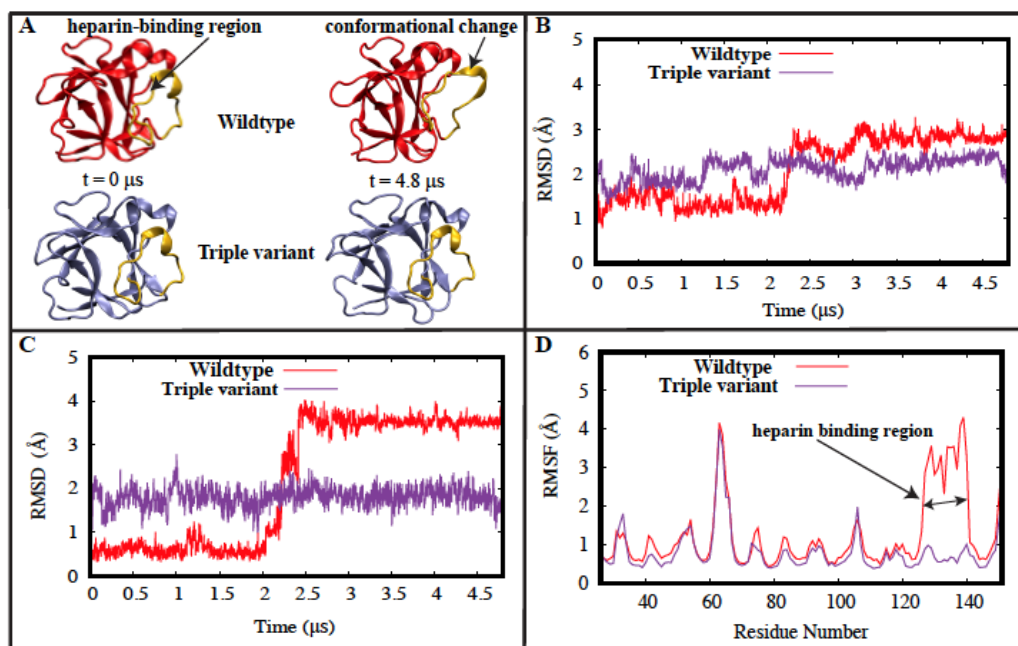 A
heparin-binding region
conformational change
Wildtype
t = 0 μs
t = 4.8 μs
Triple variant
B
Wildtype
Triple variant
RMSD (Å)
5
4
3
2
1
0
0 0.5 1 1.5 2 2.5 3 3.5 4 4.5
Time (μs)
C
Wildtype
Triple variant
RMSD (Å)
5
4
3
2
1
0
0 0.5 1 1.5 2 2.5 3 3.5 4 4.5
Time (μs)
D
Wildtype
Triple variant
heparin binding region
RMSF (Å)
6
5
4
3
2
1
0
40 60 80 100 120 140
Residue Number